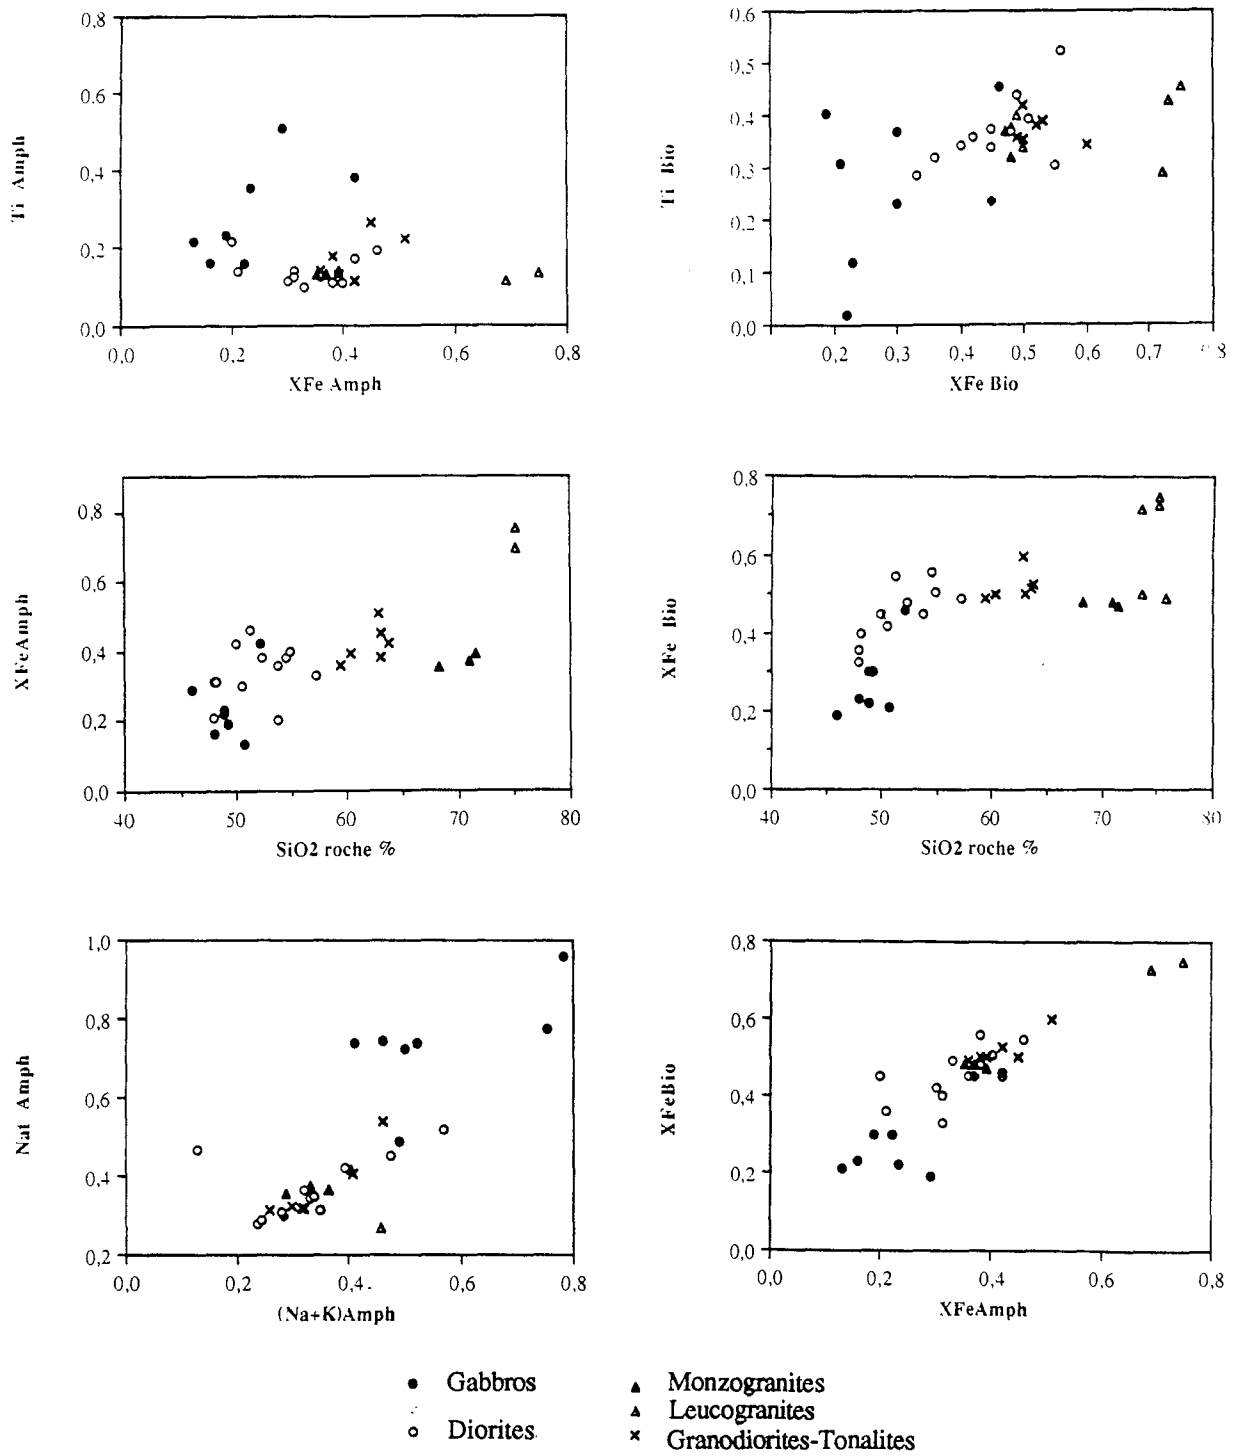 0,8
0,6
0,4
0,2
0,0
Ti Amph
0,0 0,2 0,4 0,6 0,8
XFe Amph
0,6
0,5
0,4
0,3
0,2
0,1
0,0
Ti Bio
0,2 0,3 0,4 0,5 0,6 0,7
XFe Bio
0,8
0,6
0,4
0,2
0,0
XFeAmph
40 50 60 70 80
SiO2 roche %
0,8
0,6
0,4
0,2
0,0
XFe Bio
40 50 60 70 80
SiO2 roche %
1,0
0,8
0,6
0,4
0,2
Nat Amph
0,0 0,2 0,4 0,6 0,8
(Na+K)Amph
0,8
0,6
0,4
0,2
0,0
XFeBio
0,0 0,2 0,4 0,6 0,8
XFeAmph
Gabbros
Diorites
Monzogranites
Leucogranites
Granodiorites-Tonalites